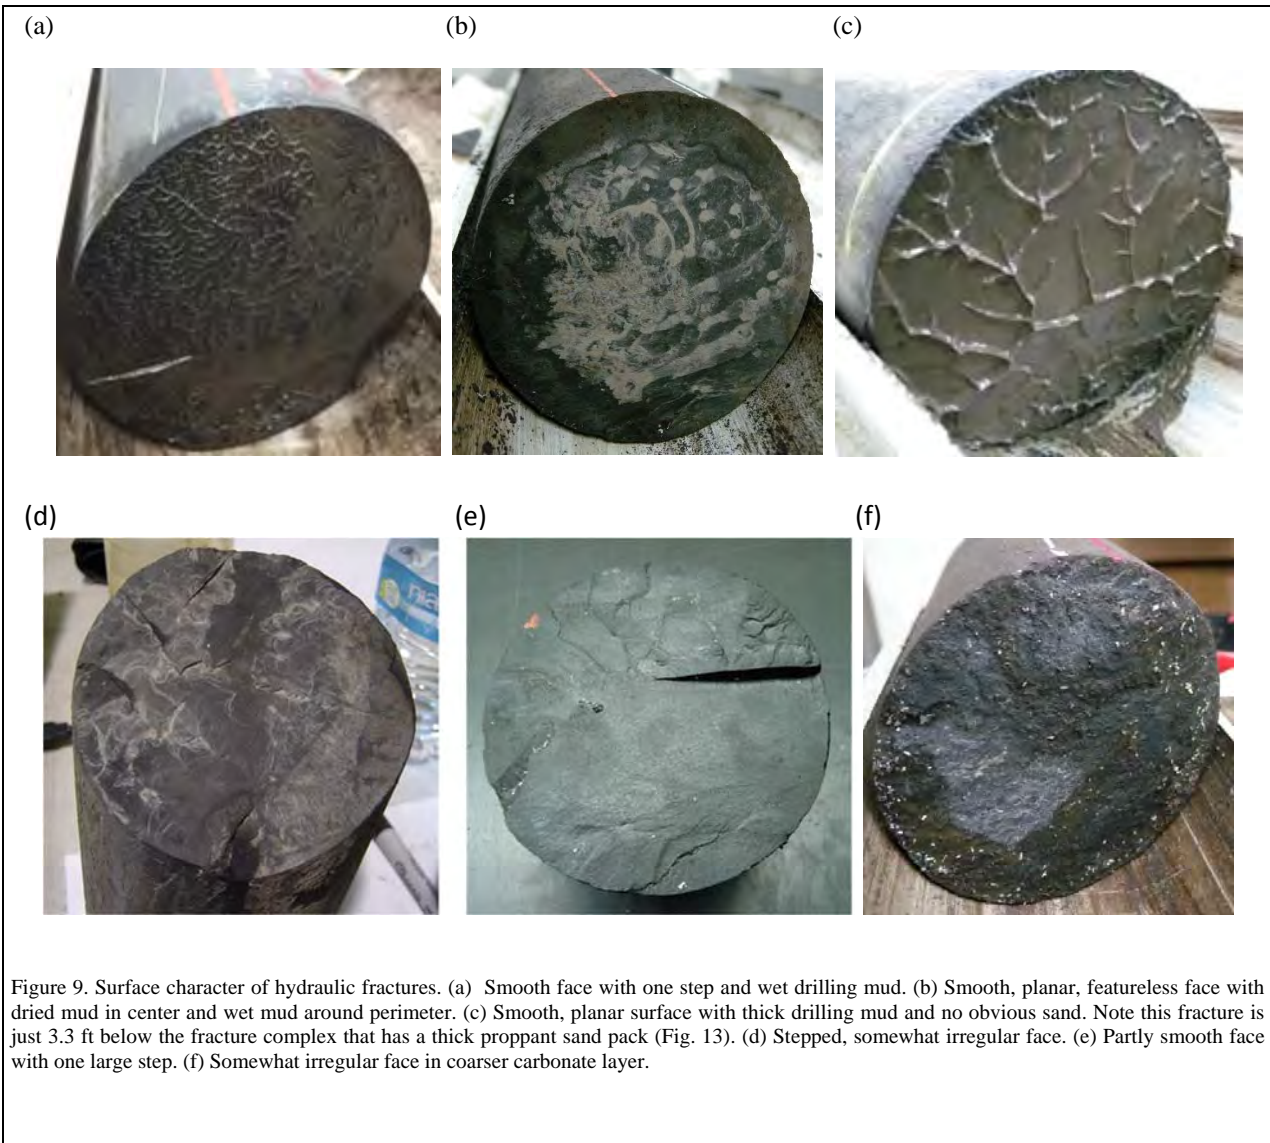 (a) (b) (c)
(d) (e) (f)
nia
Figure 9. Surface character of hydraulic fractures. (a) Smooth face with one step and wet drilling mud. (b) Smooth, planar, featureless face with
dried mud in center and wet mud around perimeter. (c) Smooth, planar surface with thick drilling mud and no obvious sand. Note this fracture is
just 3.3 ft below the fracture complex that has a thick proppant sand pack (Fig. 13). (d) Stepped, somewhat irregular face. (e) Partly smooth face
with one large step. (f) Somewhat irregular face in coarser carbonate layer.